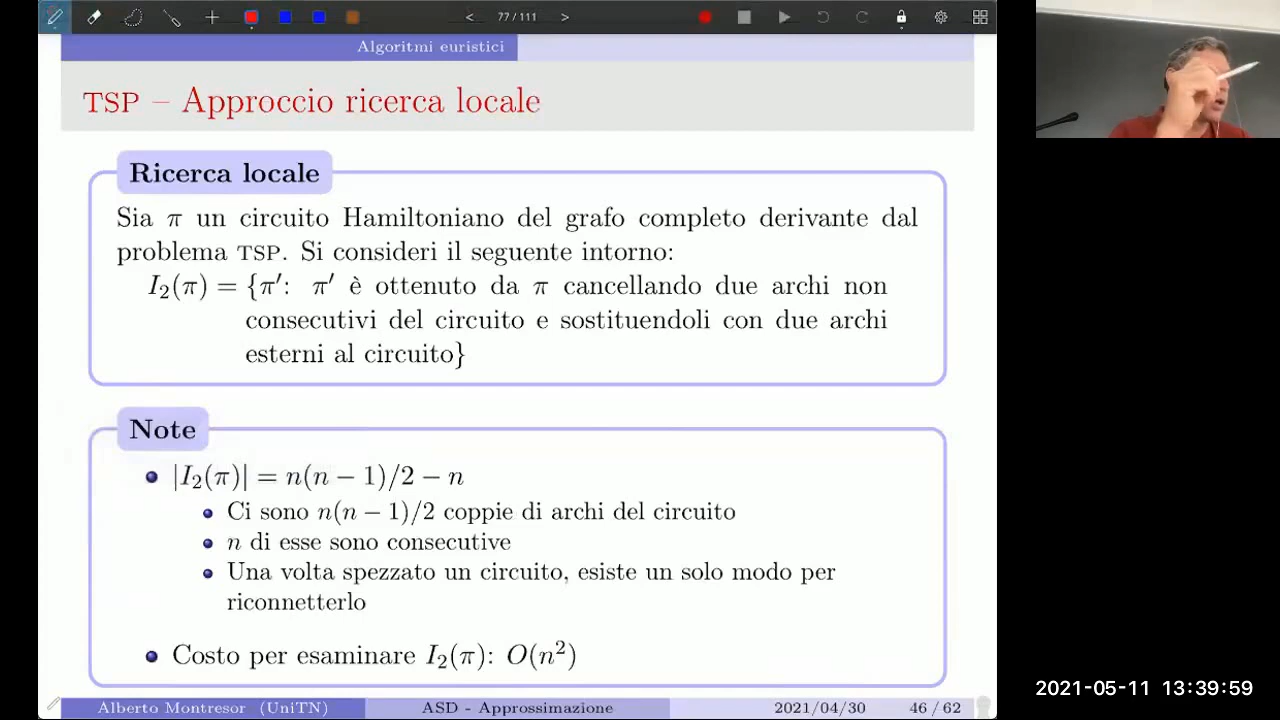 77 / 111
Algoritmi euristici
TSP – Approccio ricerca locale
Ricerca locale
Sia π un circuito Hamiltoniano del grafo completo derivante dal
problema TSP. Si consideri il seguente intorno:
I₂(π) = {π′: π′ è ottenuto da π cancellando due archi non
consecutivi del circuito e sostituendoli con due archi
esterni al circuito}
Note
|I₂(π)| = n(n − 1)/2 − n
Ci sono n(n − 1)/2 coppie di archi del circuito
n di esse sono consecutive
Una volta spezzato un circuito, esiste un solo modo per
riconnetterlo
Costo per esaminare I₂(π): O(n²)
Alberto Montresor (UniTN) ASD - Approssimazione 2021/04/30 46 / 62
2021-05-11 13:39:59